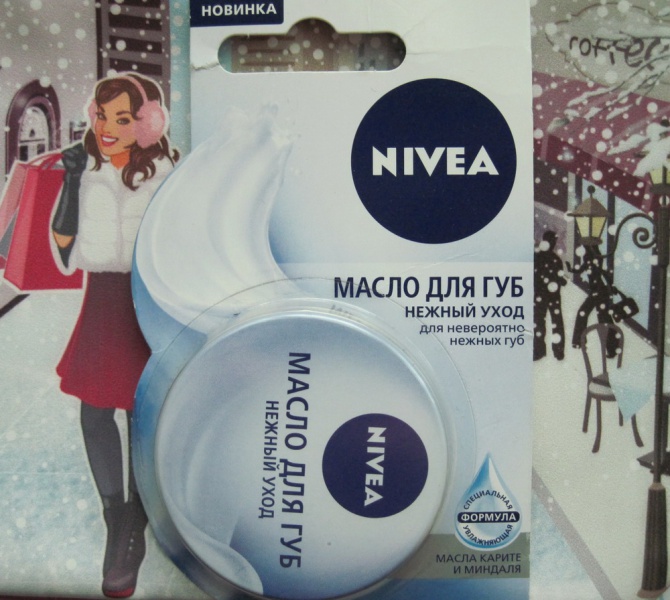 НОВИНКА
NIVEA
МАСЛО ДЛЯ ГУБ
НЕЖНЫЙ УХОД
для невероятно
нежных губ
МАСЛО ДЛЯ ГУБ
НЕЖНЫЙ УХОД
NIVEA
СПЕЦИАЛЬНАЯ
ФОРМУЛА
УВЛАЖНЯЮЩАЯ
МАСЛА КАРИТЕ
И МИНДАЛЯ